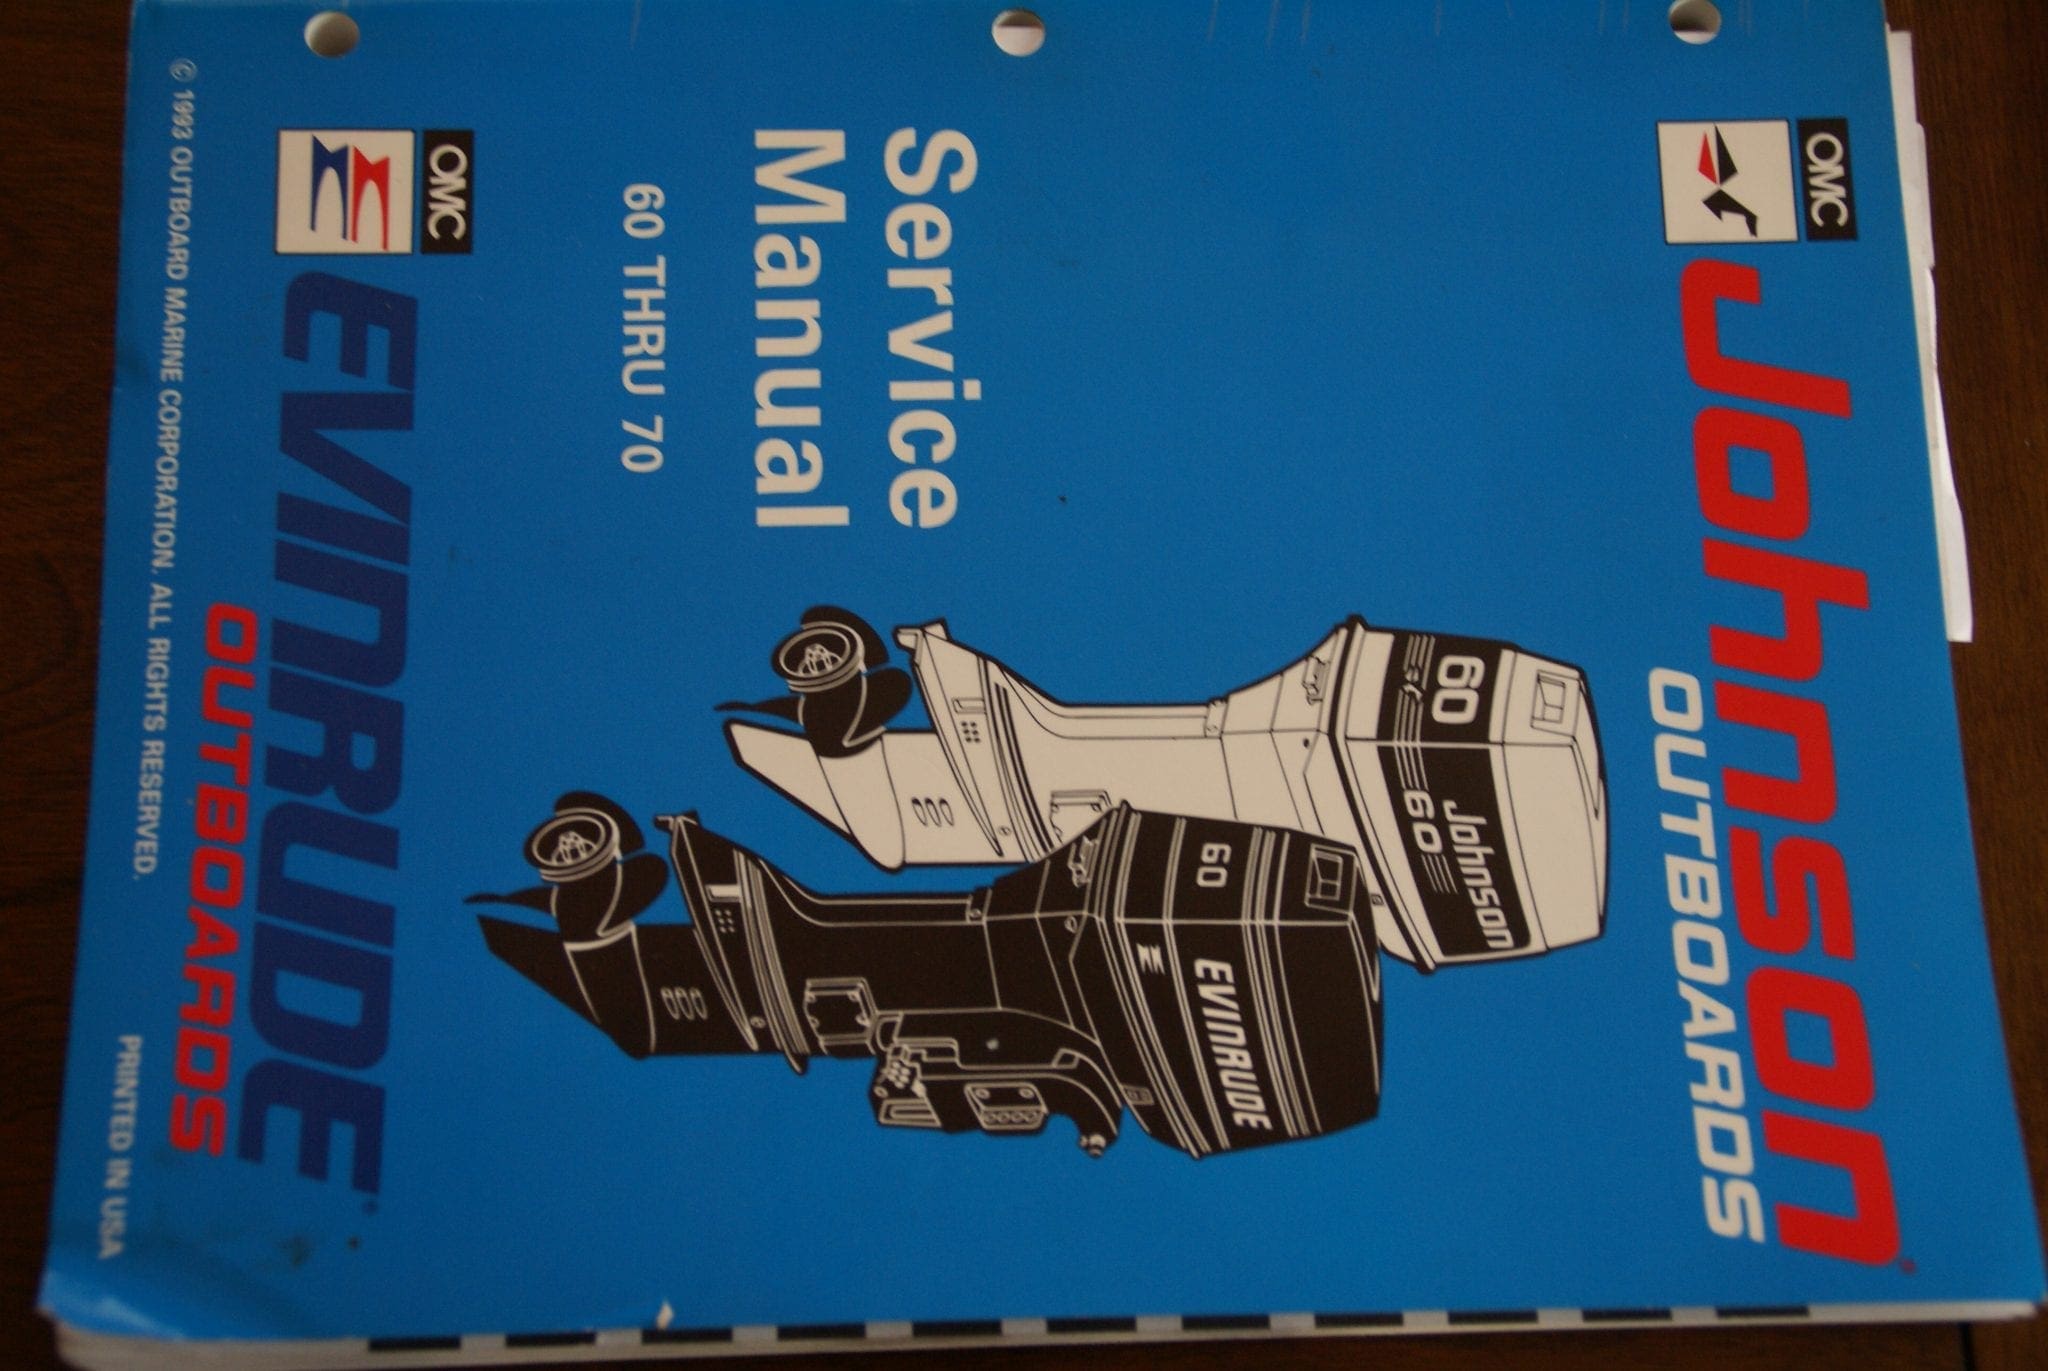 OMC
Johnson
OUTBOARDS
Service
Manual
60 THRU 70
60
Johnson
60
60
EVINRUDE
OMC
EVINRUDE
OUTBOARDS
© 1993 OUTBOARD MARINE CORPORATION. ALL RIGHTS RESERVED.
PRINTED IN USA